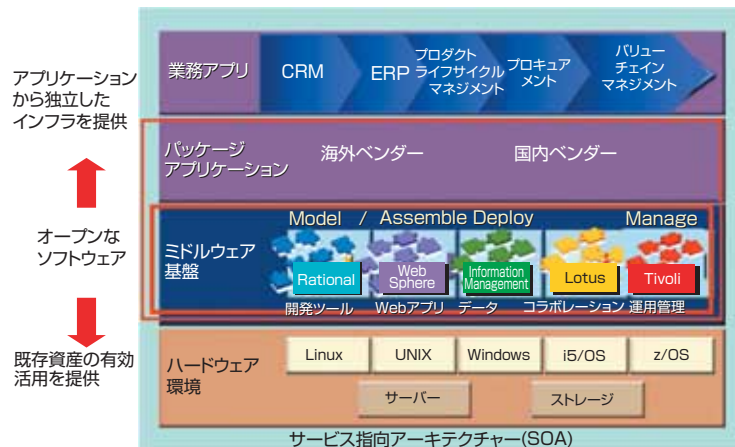 アプリケーション
から独立した
インフラを提供
オープンな
ソフトウェア
既存資産の有効
活用を提供
業務アプリ
CRM
ERP
プロダクト
ライフサイクル
マネジメント
プロキュア
メント
バリュー
チェイン
マネジメント
パッケージ
アプリケーション
海外ベンダー
国内ベンダー
ミドルウェア
基盤
Model / Assemble Deploy Manage
Rational
Web
Sphere
Information
Management
Lotus
Tivoli
開発ツール Webアプリ データ コラボレーション 運用管理
ハードウェア
環境
Linux UNIX Windows i5/OS z/OS
サーバー ストレージ
サービス指向アーキテクチャー(SOA)